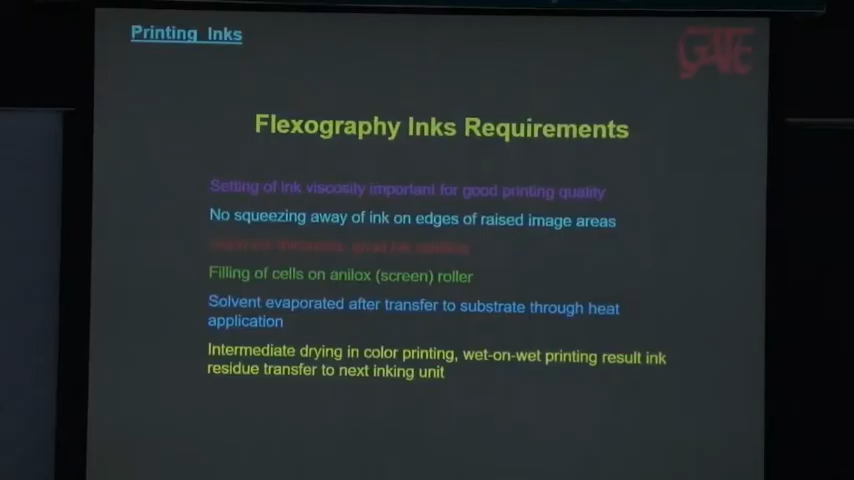 Printing Inks
GATE
Flexography Inks Requirements
Setting of ink viscosity important for good printing quality
No squeezing away of ink on edges of raised image areas
Filling of cells on anilox (screen) roller
Solvent evaporated after transfer to substrate through heat
application
Intermediate drying in color printing, wet-on-wet printing result ink
residue transfer to next inking unit